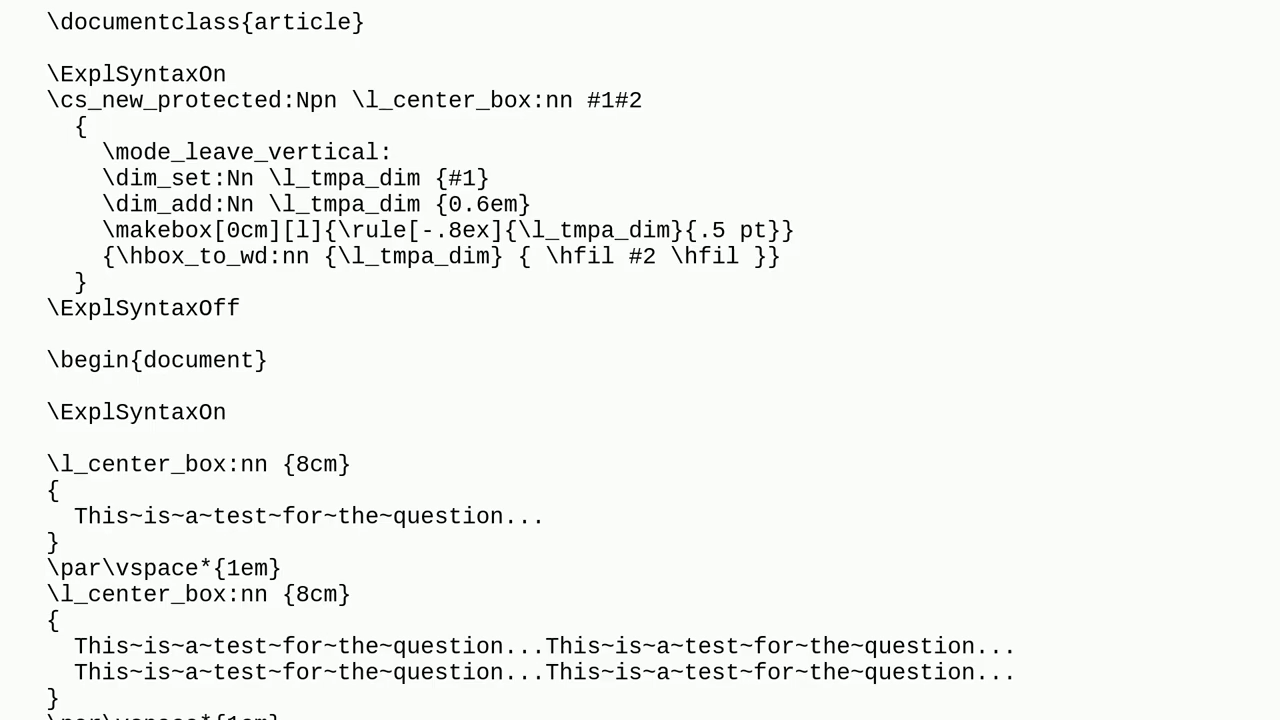 \documentclass{article}
\ExplSyntaxOn
\cs_new_protected:Npn \l_center_box:nn #1#2
{
\mode_leave_vertical:
\dim_set:Nn \l_tmpa_dim {#1}
\dim_add:Nn \l_tmpa_dim {0.6em}
\makebox[0cm][l]{\rule[-.8ex]{\l_tmpa_dim}{.5 pt}}
{\hbox_to_wd:nn {\l_tmpa_dim} { \hfil #2 \hfil }}
}
\ExplSyntaxOff
\begin{document}
\ExplSyntaxOn
\l_center_box:nn {8cm}
{
This~is~a~test~for~the~question...
}
\par\vspace*{1em}
\l_center_box:nn {8cm}
{
This~is~a~test~for~the~question...This~is~a~test~for~the~question...
This~is~a~test~for~the~question...This~is~a~test~for~the~question...
}
\par\vspace*{1em}